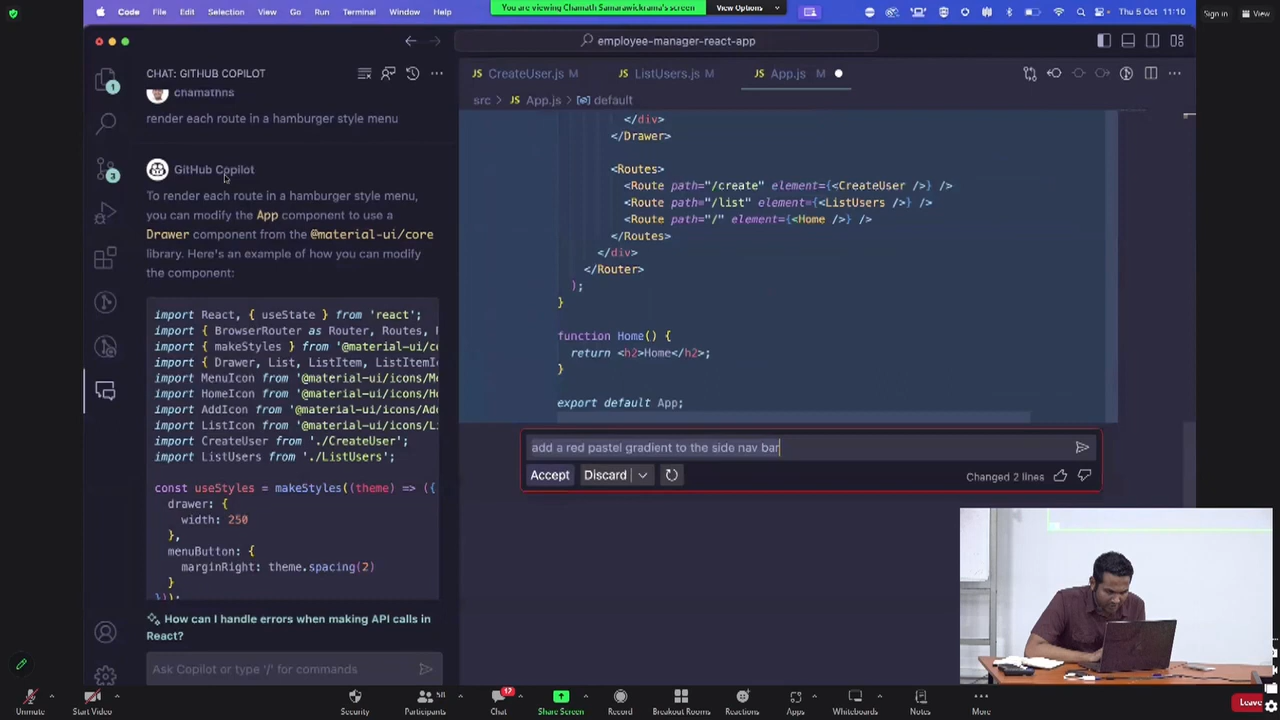 Code File Edit Selection View Go Run Terminal Window Help
You are viewing Chamath Samarawickrama's screen
View Options
Thu 5 Oct 11:10
Sign in
View
employee-manager-react-app
CHAT: GITHUB COPILOT
chamathns
render each route in a hamburger style menu
GitHub Copilot
To render each route in a hamburger style menu,
you can modify the App component to use a
Drawer component from the @material-ui/core
library. Here's an example of how you can modify
the component:
import React, { useState } from 'react';
import { BrowserRouter as Router, Routes,
import { makeStyles } from '@material-ui/c
import { Drawer, List, ListItem, ListItemI
import MenuIcon from '@material-ui/icons/M
import HomeIcon from '@material-ui/icons/H
import AddIcon from '@material-ui/icons/Ad
import ListIcon from '@material-ui/icons/L
import CreateUser from './CreateUser';
import ListUsers from './ListUsers';
const useStyles = makeStyles((theme) => ({
drawer: {
width: 250
},
menuButton: {
marginRight: theme.spacing(2)
}
}));
How can I handle errors when making API calls in
React?
Ask Copilot or type '/' for commands
1
3
JS CreateUser.js M
JS ListUsers.js M
JS App.js M
src > JS App.js > default
</div>
</Drawer>
<Routes>
<Route path="/create" element={<CreateUser />} />
<Route path="/list" element={<ListUsers />} />
<Route path="/" element={<Home />} />
</Routes>
</div>
</Router>
);
}
function Home() {
return <h2>Home</h2>;
}
export default App;
add a red pastel gradient to the side nav bar
Accept
Discard
Changed 2 lines
Unmute
Start Video
Security
Participants
58
Chat
12
Share Screen
Record
Breakout Rooms
Reactions
Apps
Whiteboards
Notes
More
Leave